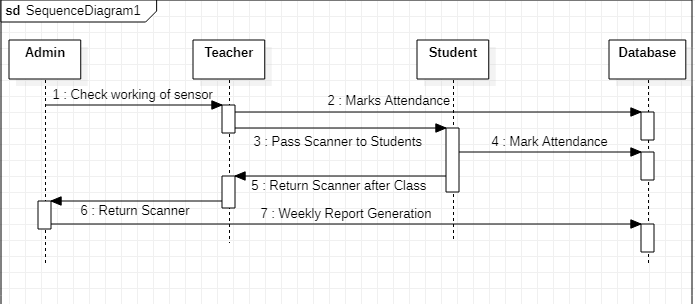 sd SequenceDiagram1
Admin
Teacher
Student
Database
1 : Check working of sensor
2 : Marks Attendance
3 : Pass Scanner to Students
4 : Mark Attendance
5 : Return Scanner after Class
6 : Return Scanner
7 : Weekly Report Generation